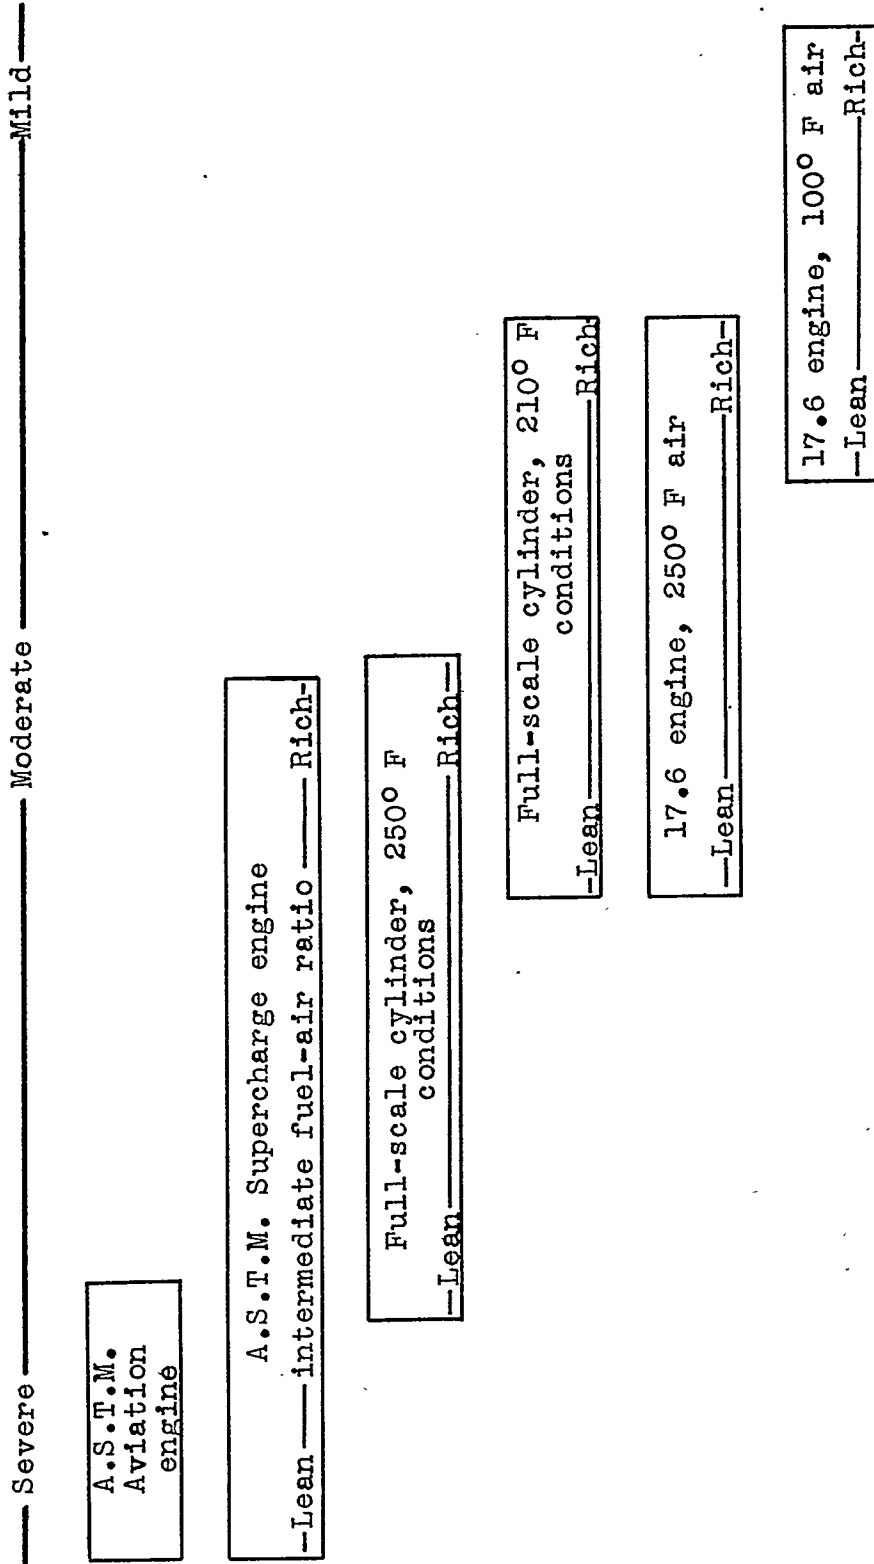 Severe Moderate Mild
A.S.T.M.
Aviation
engine
A.S.T.M. Supercharge engine
Lean intermediate fuel-air ratio Rich
Full-scale cylinder, 250° F
conditions
Lean Rich
Full-scale cylinder, 210° F
conditions
Lean Rich
17.6 engine, 250° F air
Lean Rich
17.6 engine, 100° F air
Lean Rich